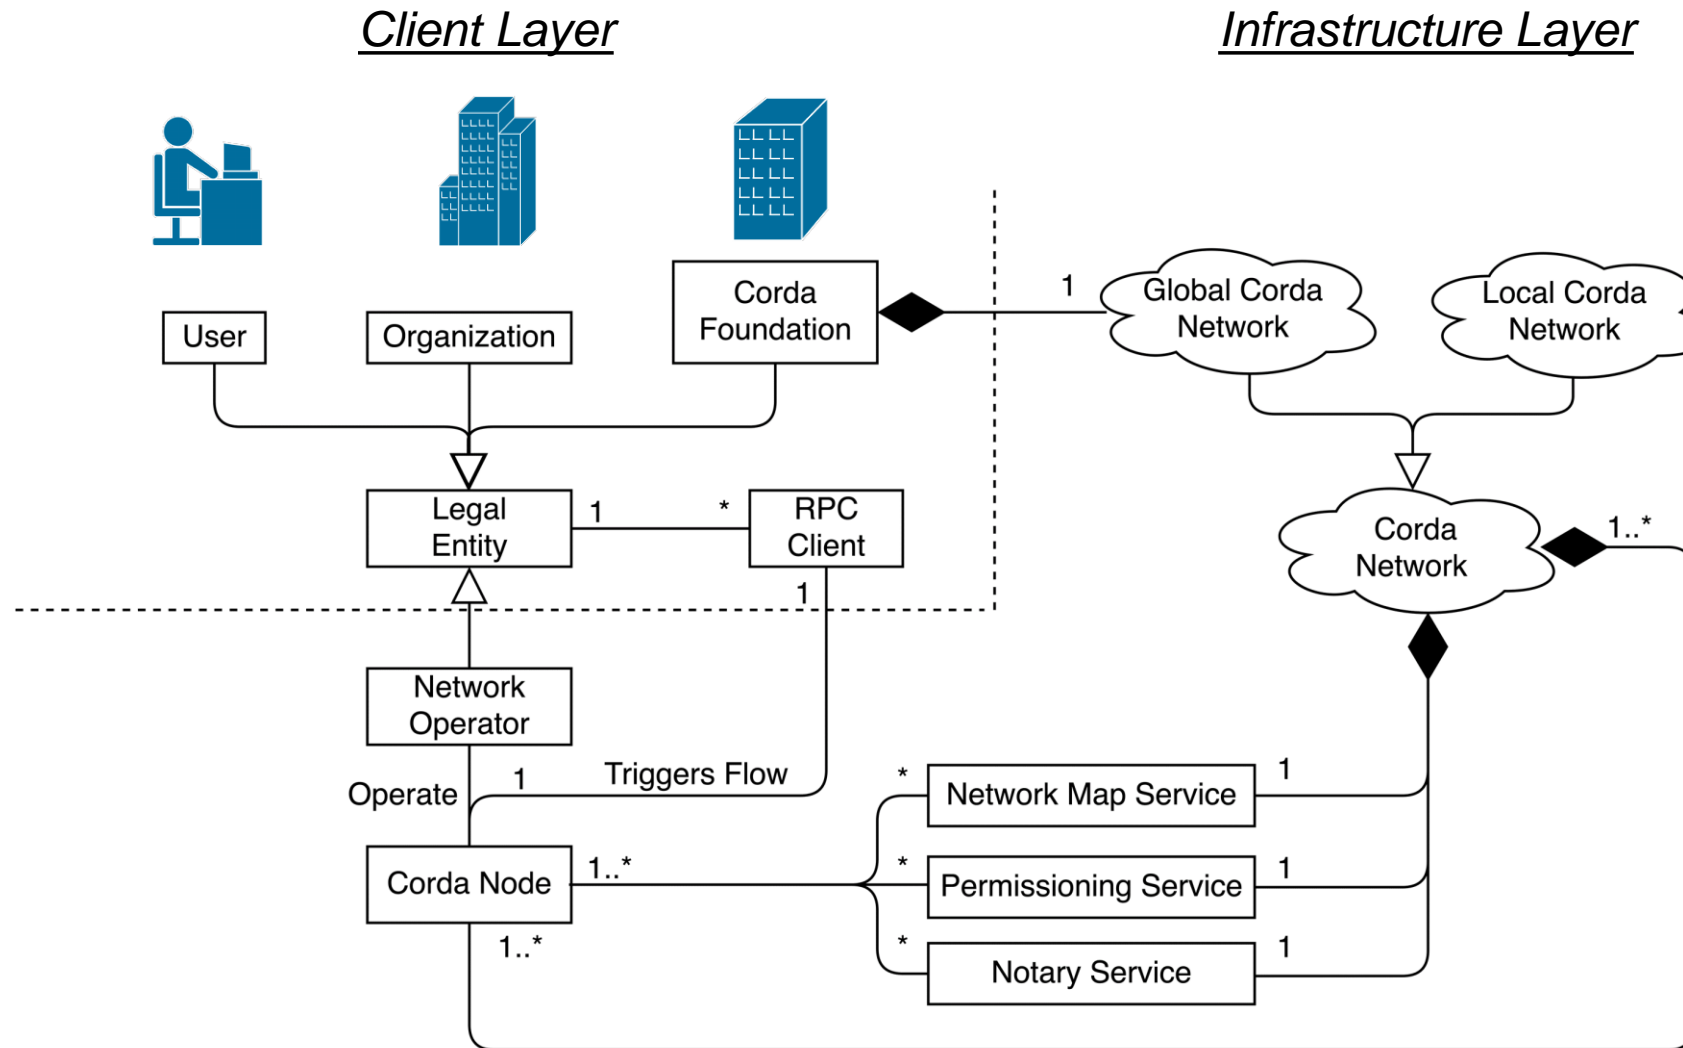 Client Layer
Infrastructure Layer
User
Organization
Corda
Foundation
1
Global Corda
Network
Local Corda
Network
Legal
Entity
1
*
RPC
Client
1
Corda
Network
1..*
Network
Operator
Operate
1
Triggers Flow
Corda Node
1..*
1..*
*
Network Map Service
1
*
Permissioning Service
1
*
Notary Service
1